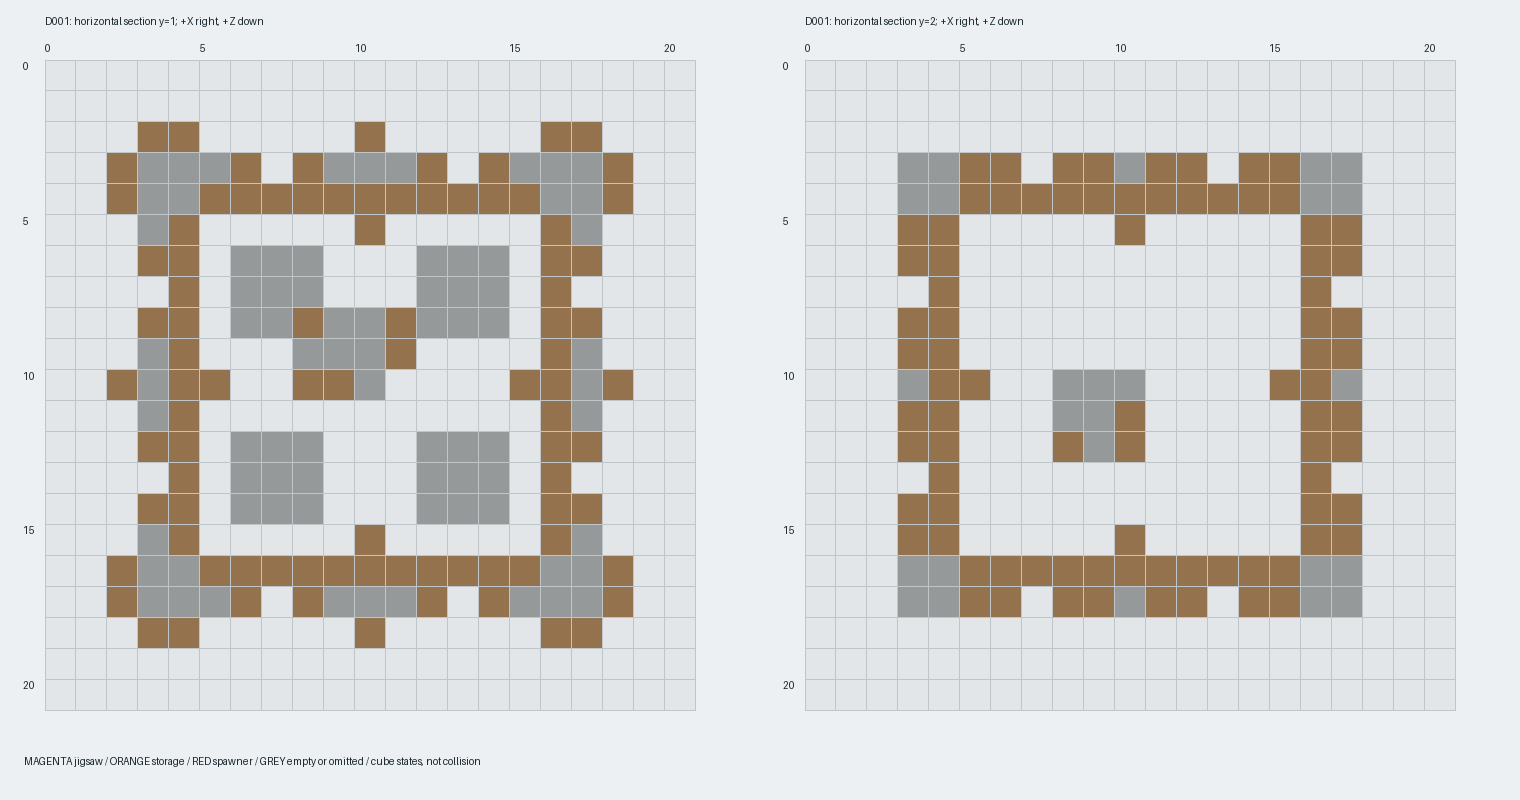 D001: horizontal section y=1; +X right, +Z down
D001: horizontal section y=2; +X right, +Z down
0 5 10 15 20
0 5 10 15 20
0 0
5 5
10 10
15 15
20 20
MAGENTA jigsaw / ORANGE storage / RED spawner / GREY empty or omitted / cube states, not collision